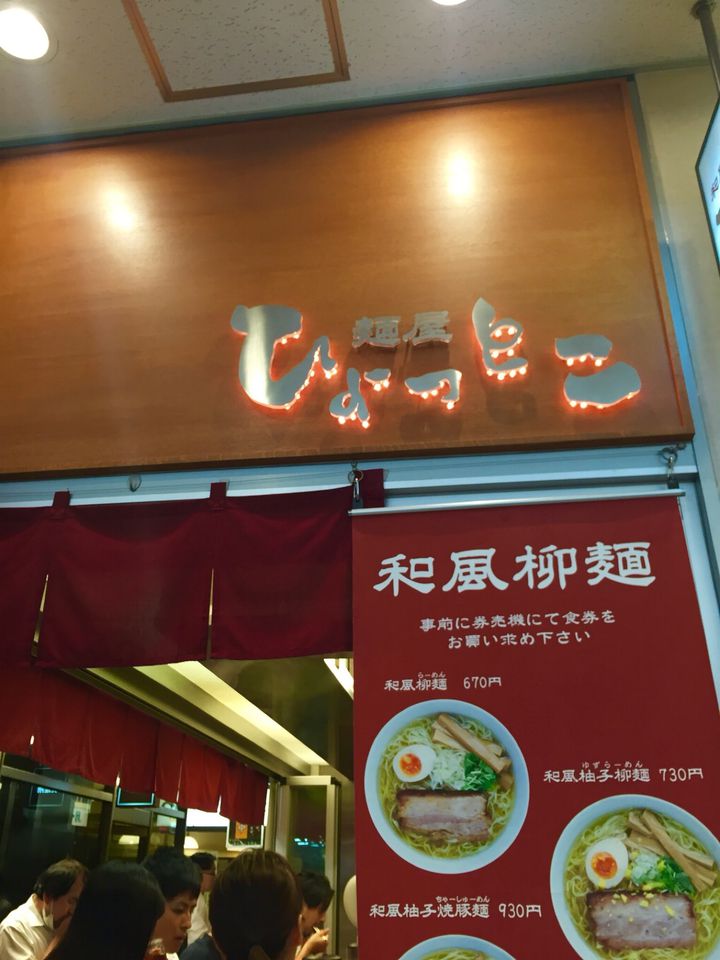 麺屋
ひょっとこ
和風柳麺
事前に券売機にて食券を
お買い求め下さい
らーめん
和風柳麺 670円
ゆずらーめん
和風柚子柳麺 730円
ちゃーしゅーめん
和風柚子焼豚麺 930円